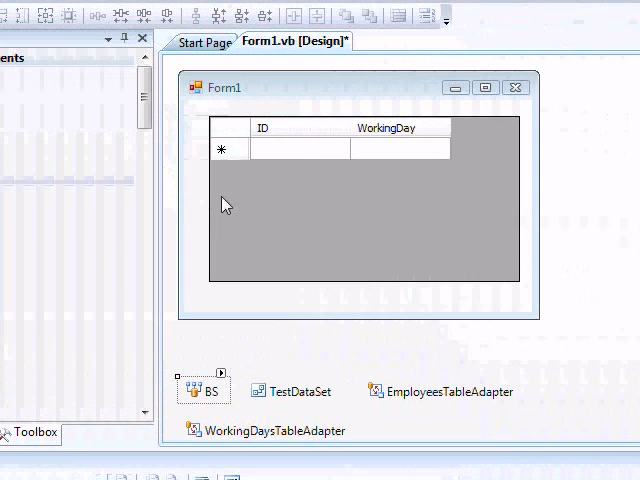 Start Page
Form1.vb [Design]*
ents
Form1
ID WorkingDay
BS TestDataSet EmployeesTableAdapter
WorkingDaysTableAdapter
Toolbox